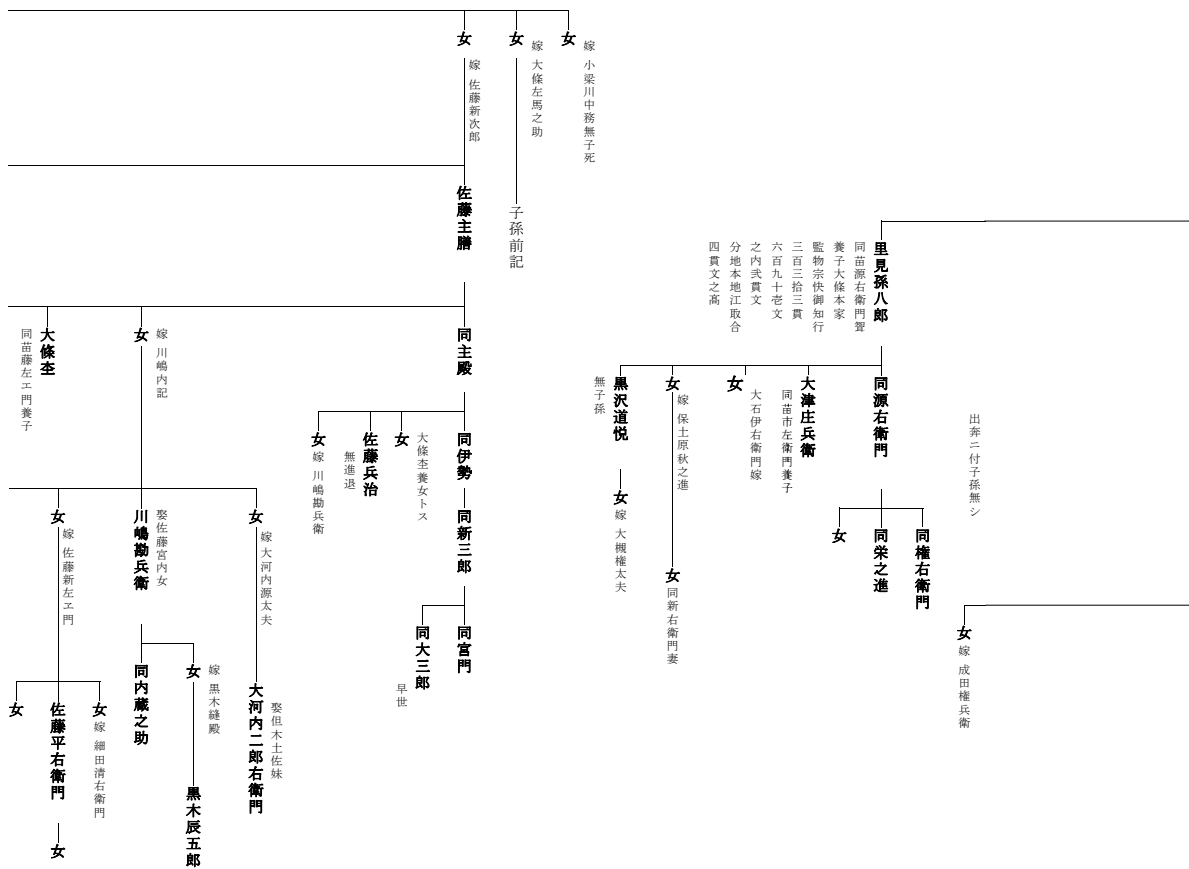 里見孫八郎
同苗源右衛門聟
養子大條本家
監物宗快御知行
三百三拾三貫
六百九十壱文
之内弐貫文
分地本地江取合
四貫文之高
出奔ニ付子孫無シ
女
嫁 成田権兵衛
同源右衛門
大津庄兵衛
同苗市左衛門養子
女
大石伊右衛門嫁
女
嫁 保土原秋之進
黒沢道悦
無子孫
同権右衛門
同栄之進
女
女
同新右衛門妻
女
嫁 大槻権太夫
女
嫁 小梁川中務無子死
女
嫁 大條左馬之助
子孫前記
女
嫁 佐藤新次郎
佐藤主膳
同主殿
女
嫁 川嶋内記
大條杢
同苗藤左エ門養子
同伊勢
女
大條杢養女トス
佐藤兵治
無進退
女
嫁 川嶋勘兵衛
同新三郎
同宮門
同大三郎
早世
女
嫁 大河内源太夫
川嶋勘兵衛
娶佐藤宮内女
女
嫁 佐藤新左ヱ門
大河内二郎右衛門
娶但木土佐妹
女
嫁 黒木縫殿
同内蔵之助
黒木辰五郎
女
嫁 細田清右衛門
佐藤平右衛門
女
女